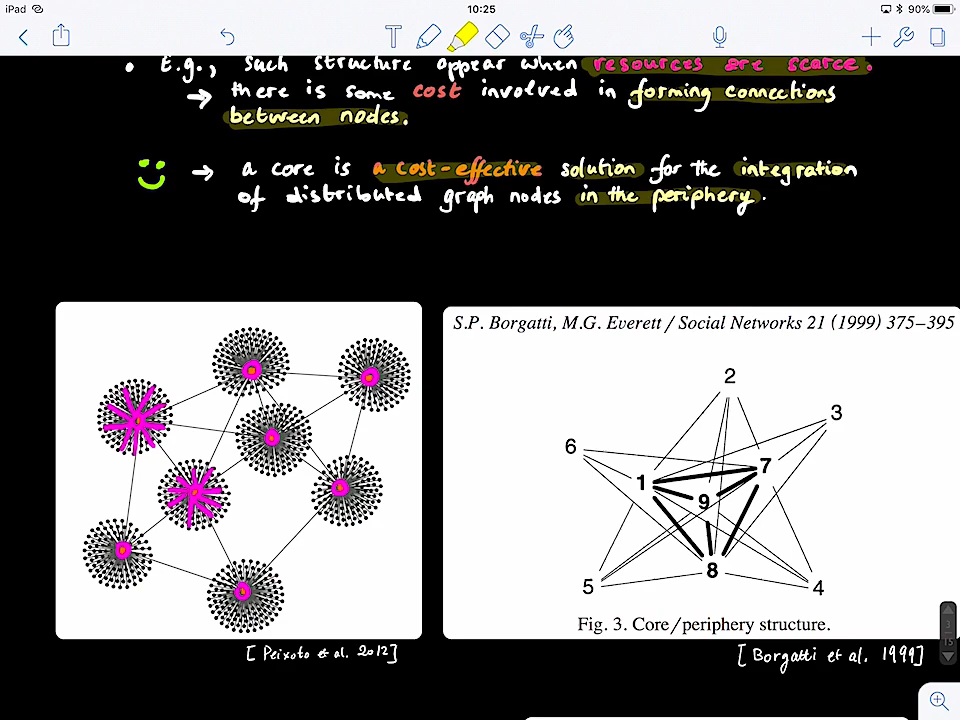 iPad
10:25
90%
• E.g., such structure appear when resources are scarce.
→ there is some cost involved in forming connections
between nodes.
→ a core is a cost-effective solution for the integration
of distributed graph nodes in the periphery.
S.P. Borgatti, M.G. Everett / Social Networks 21 (1999) 375–395
2
3
6
7
1
9
8
5
4
Fig. 3. Core/periphery structure.
[Peixoto et al. 2012]
[Borgatti et al. 1999]
3
15